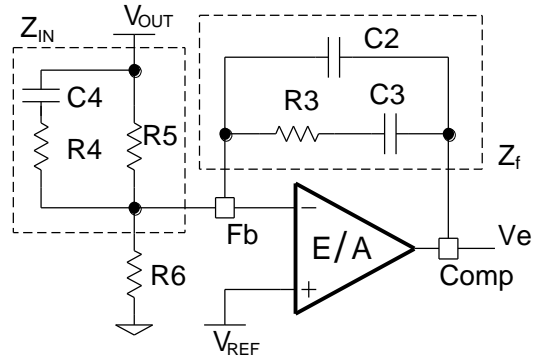 Z_IN
V_OUT
C2
C4
R3
C3
R4
R5
Z_f
Fb
−
E/A
Ve
Comp
R6
+
V_REF